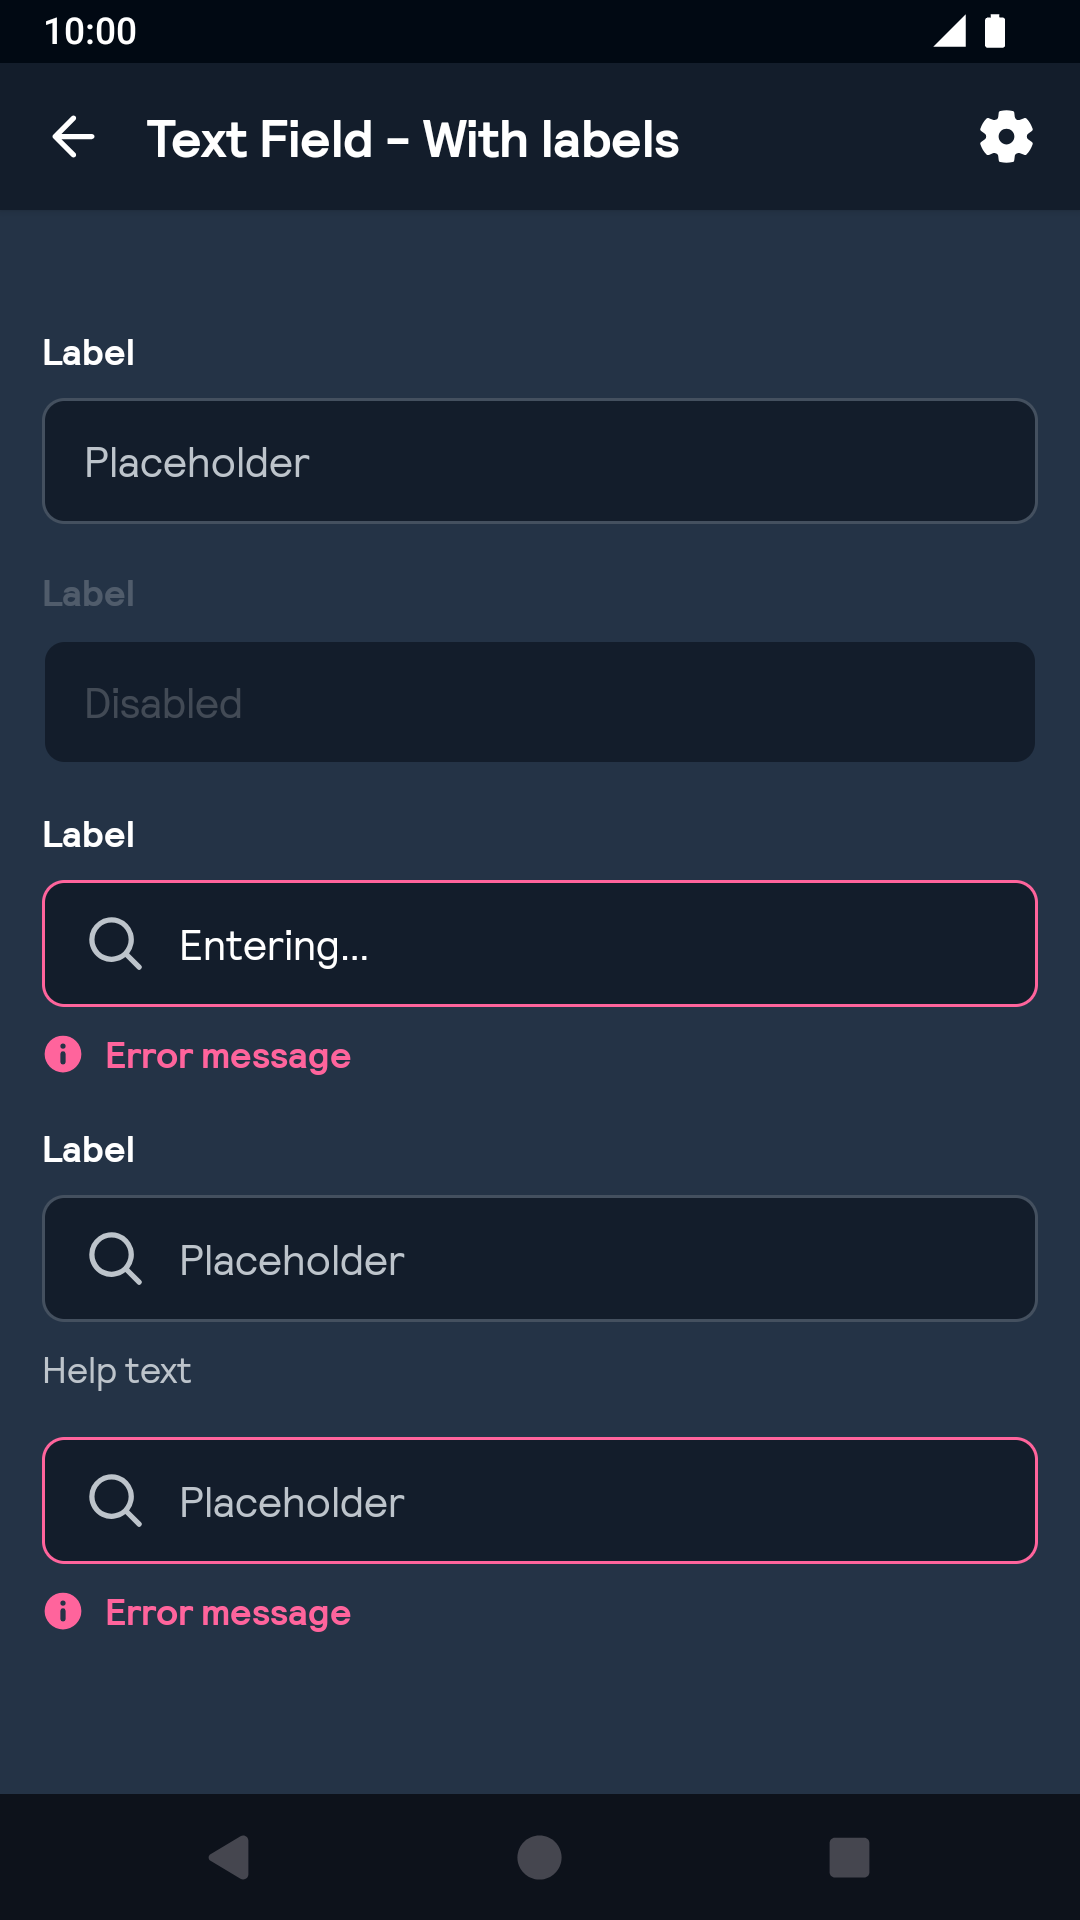 10:00
Text Field - With labels
Label
Placeholder
Label
Disabled
Label
Entering...
Error message
Label
Placeholder
Help text
Placeholder
Error message